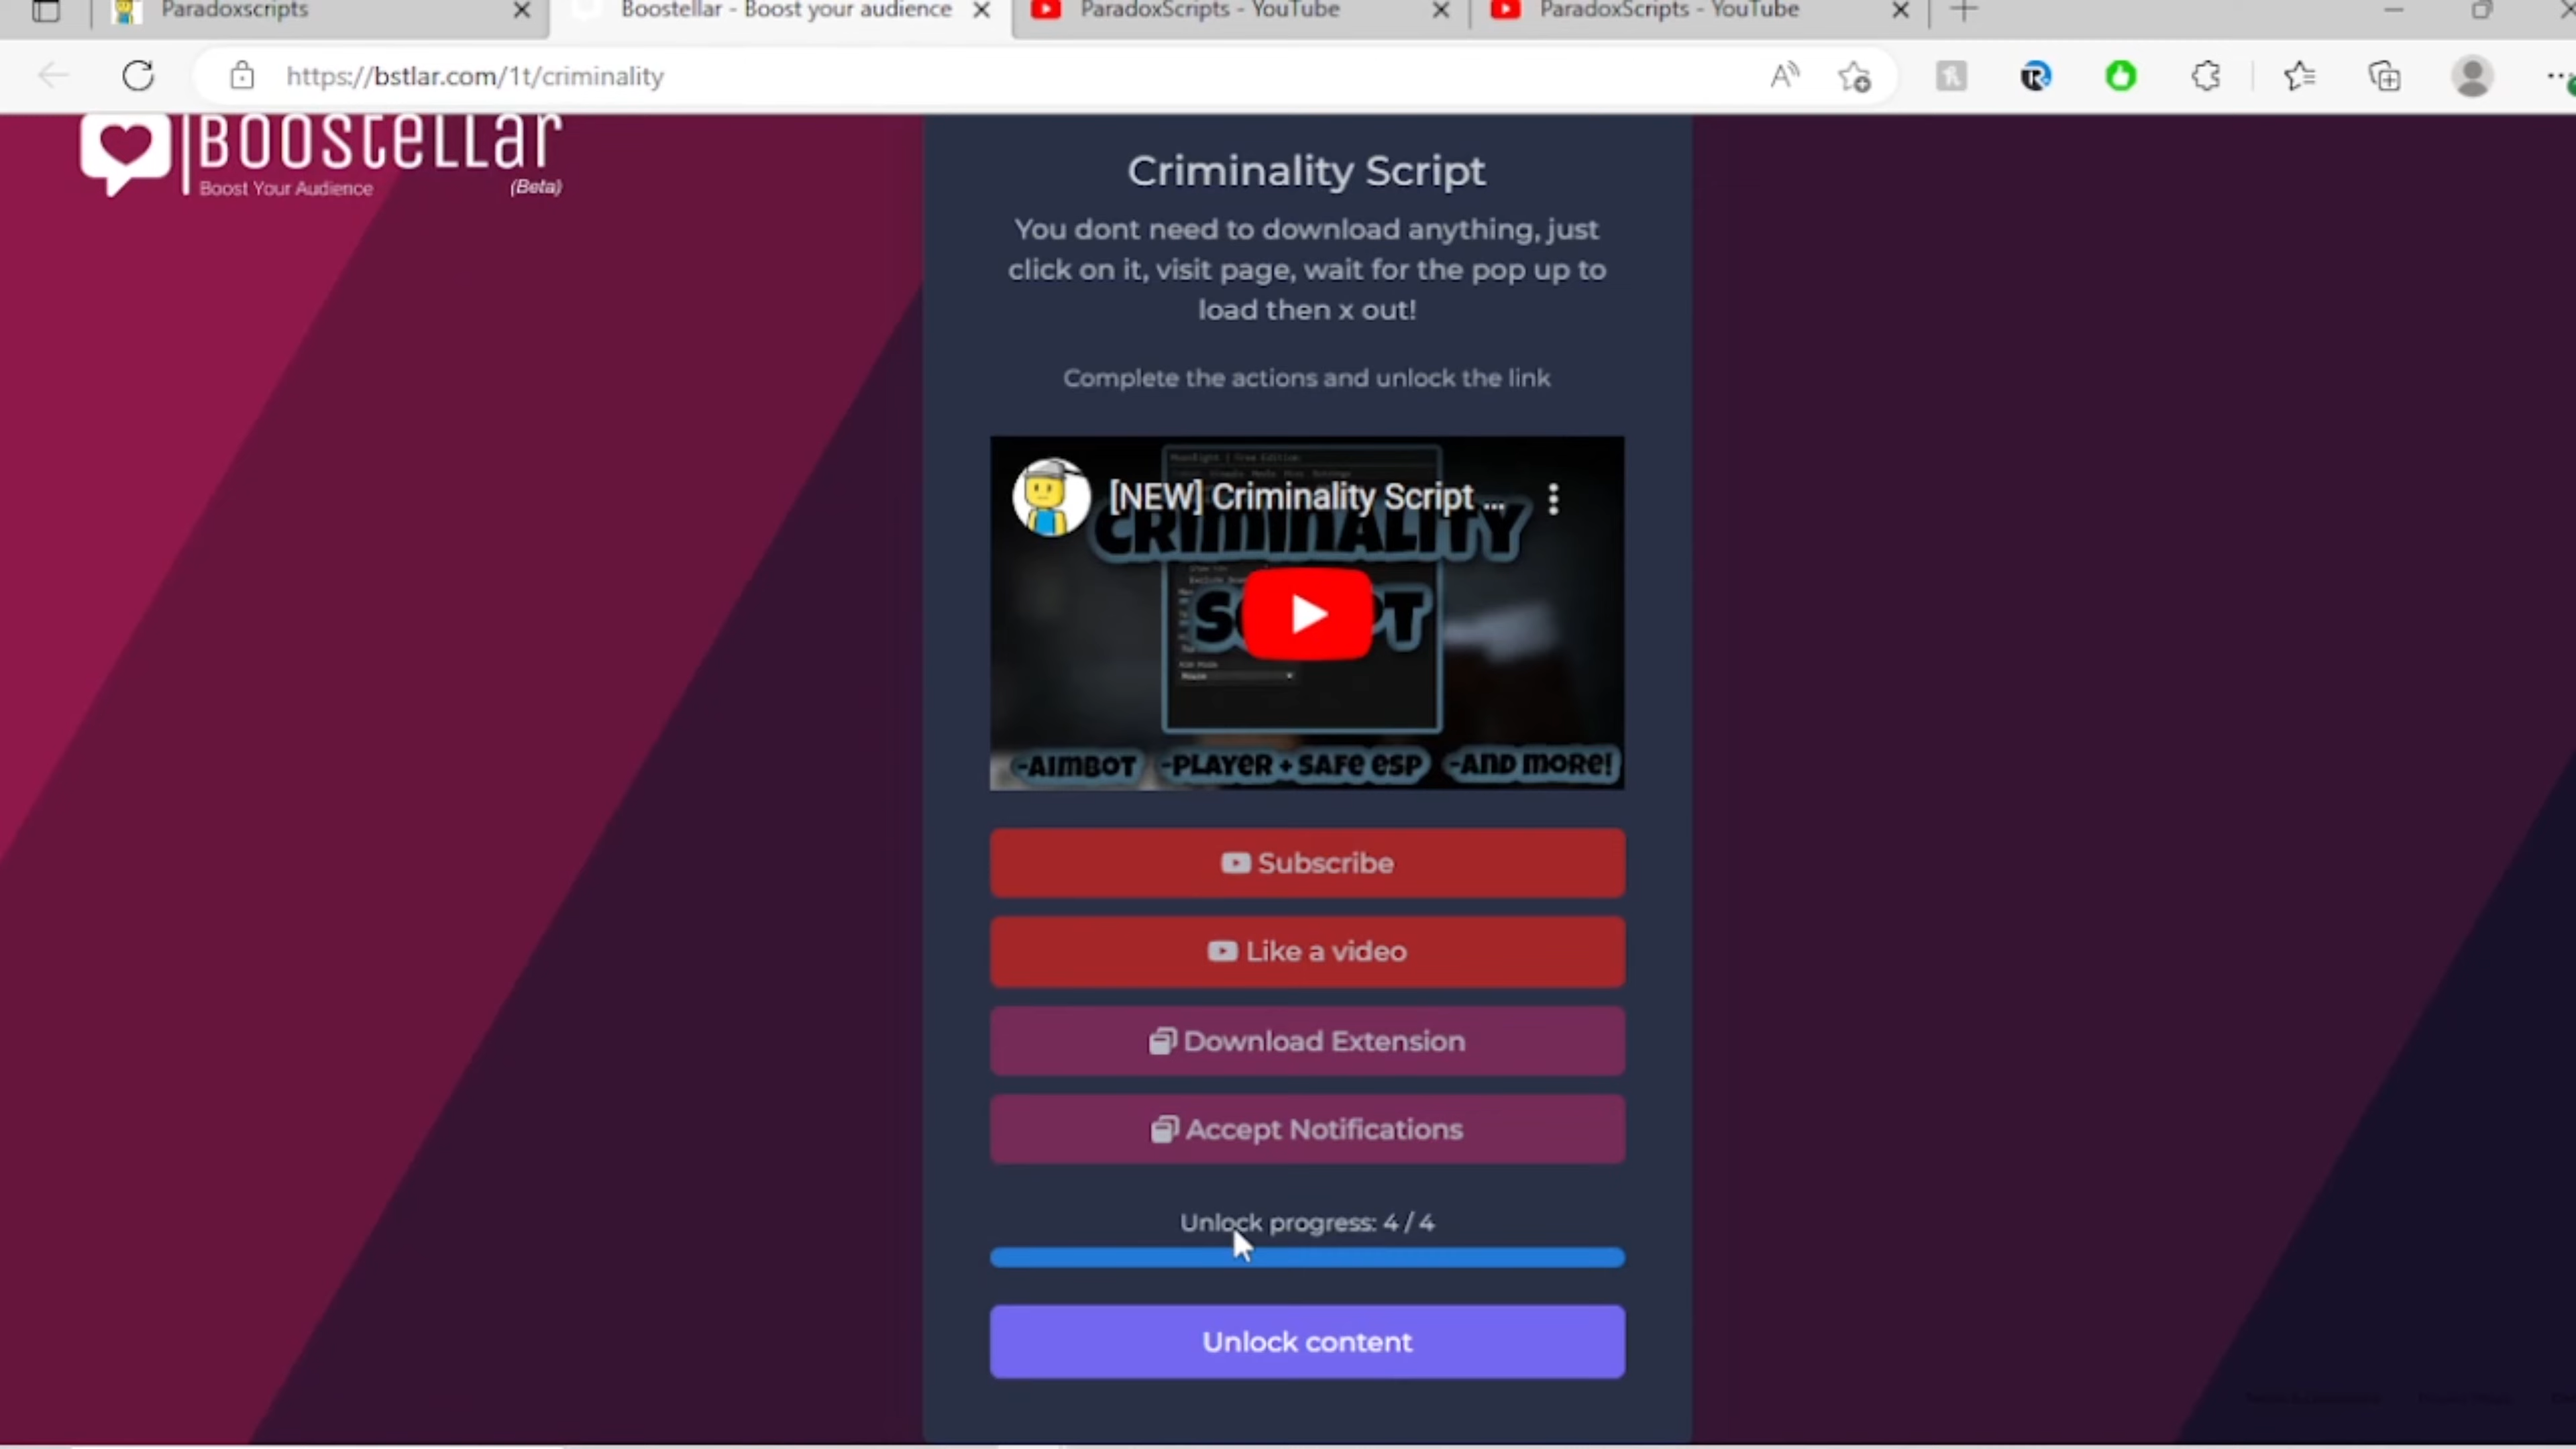 Paradoxscripts
Boostellar - Boost your audience
ParadoxScripts - YouTube
ParadoxScripts - YouTube
https://bstlar.com/1t/criminality
BOOSTELLAR
Boost Your Audience
(Beta)
Criminality Script
You dont need to download anything, just
click on it, visit page, wait for the pop up to
load then x out!
Complete the actions and unlock the link
[NEW] Criminality Script ...
CRIMINALITY
-AIMBOT -PLAYER + SAFE ESP -AND MORE!
Subscribe
Like a video
Download Extension
Accept Notifications
Unlock progress: 4 / 4
Unlock content